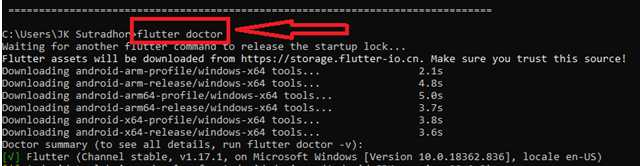 ================================================================================
C:\Users\JK Sutradhor>flutter doctor
Waiting for another flutter command to release the startup lock...
Flutter assets will be downloaded from https://storage.flutter-io.cn. Make sure you trust this source!
Downloading android-arm-profile/windows-x64 tools... 2.1s
Downloading android-arm-release/windows-x64 tools... 4.8s
Downloading android-arm64-profile/windows-x64 tools... 5.0s
Downloading android-arm64-release/windows-x64 tools... 3.7s
Downloading android-x64-profile/windows-x64 tools... 3.8s
Downloading android-x64-release/windows-x64 tools... 3.6s
Doctor summary (to see all details, run flutter doctor -v):
[√] Flutter (Channel stable, v1.17.1, on Microsoft Windows [Version 10.0.18362.836], locale en-US)